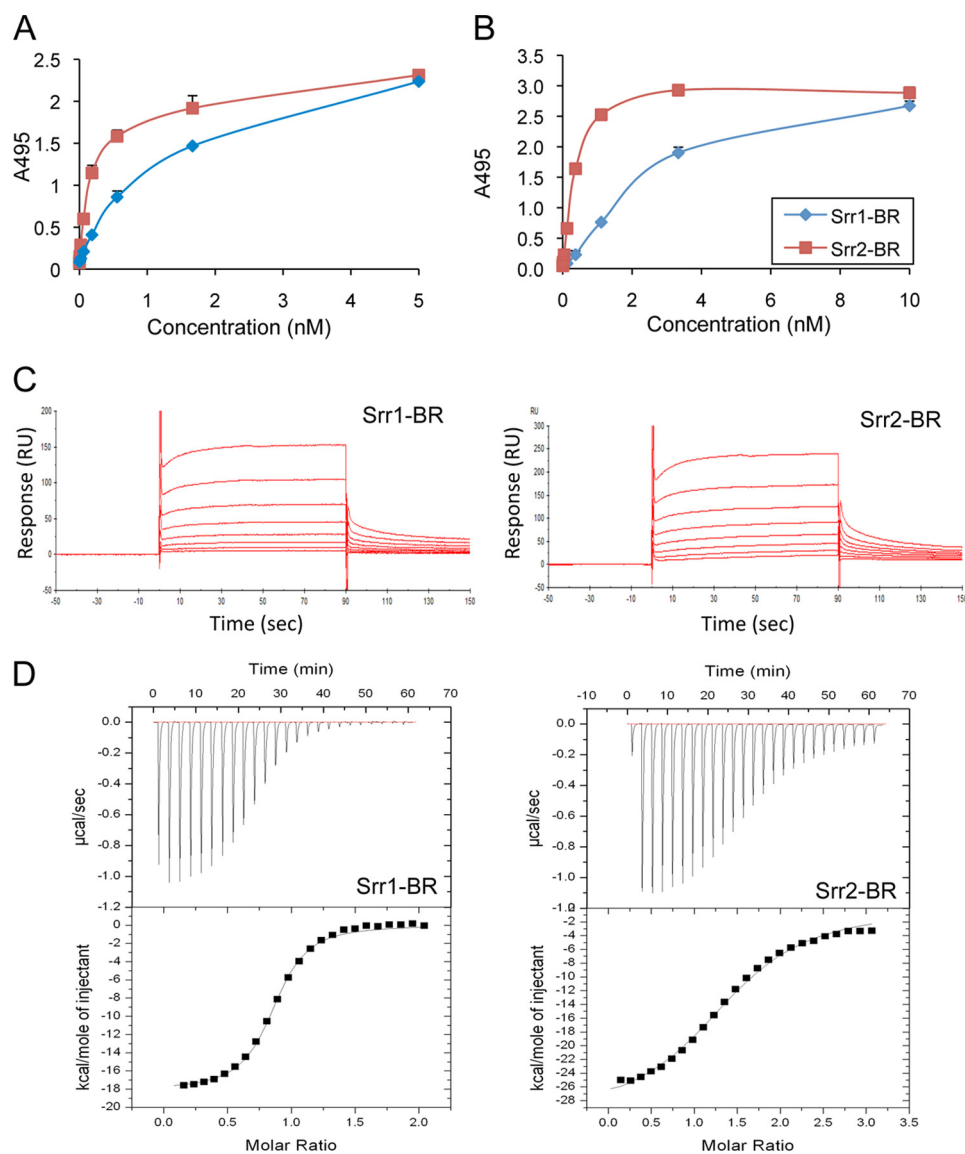 A
2.5
2
1.5
1
0.5
0
A495
0 1 2 3 4 5
Concentration (nM)
B
3.5
3.0
2.5
2.0
1.5
1.0
0.5
0.0
A495
0 2 4 6 8 10
Concentration (nM)
Srr1-BR
Srr2-BR
C
Srr1-BR
200
150
100
50
0
-50
Response (RU)
-50 -30 -10 10 30 50 70 90 110 130 150
Time (sec)
Srr2-BR
RU
300
250
200
150
100
50
0
-50
Response (RU)
-50 -30 -10 10 30 50 70 90 110 130 150
Time (sec)
D
Time (min)
0 10 20 30 40 50 60 70
0.0
-0.2
-0.4
-0.6
-0.8
-1.0
-1.2
µcal/sec
Srr1-BR
0
-2
-4
-6
-8
-10
-12
-14
-16
-18
-20
kcal/mole of injectant
0.0 0.5 1.0 1.5 2.0
Molar Ratio
Time (min)
-10 0 10 20 30 40 50 60 70
0.0
-0.2
-0.4
-0.6
-0.8
-1.0
µcal/sec
Srr2-BR
-2
-4
-6
-8
-10
-12
-14
-16
-18
-20
-22
-24
-26
-28
kcal/mole of injectant
0.0 0.5 1.0 1.5 2.0 2.5 3.0 3.5
Molar Ratio